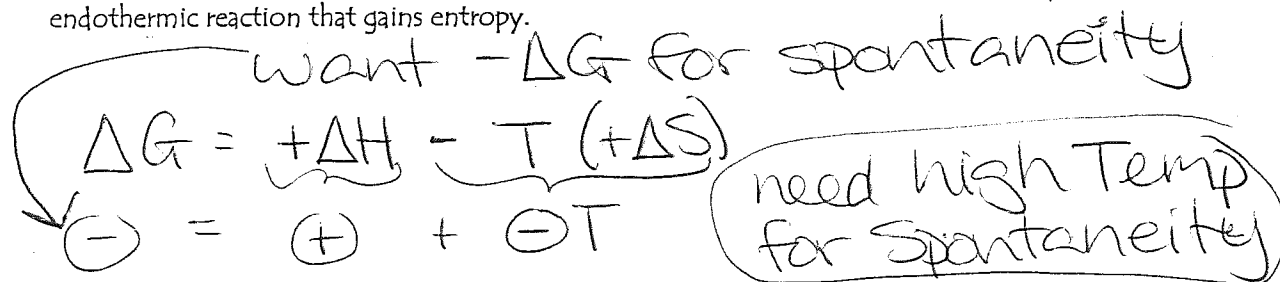 endothermic reaction that gains entropy.
want -ΔG for spontaneity
ΔG = +ΔH - T (+ΔS)
⊖ = ⊕ + ⊖T
need high Temp
for Spontaneity